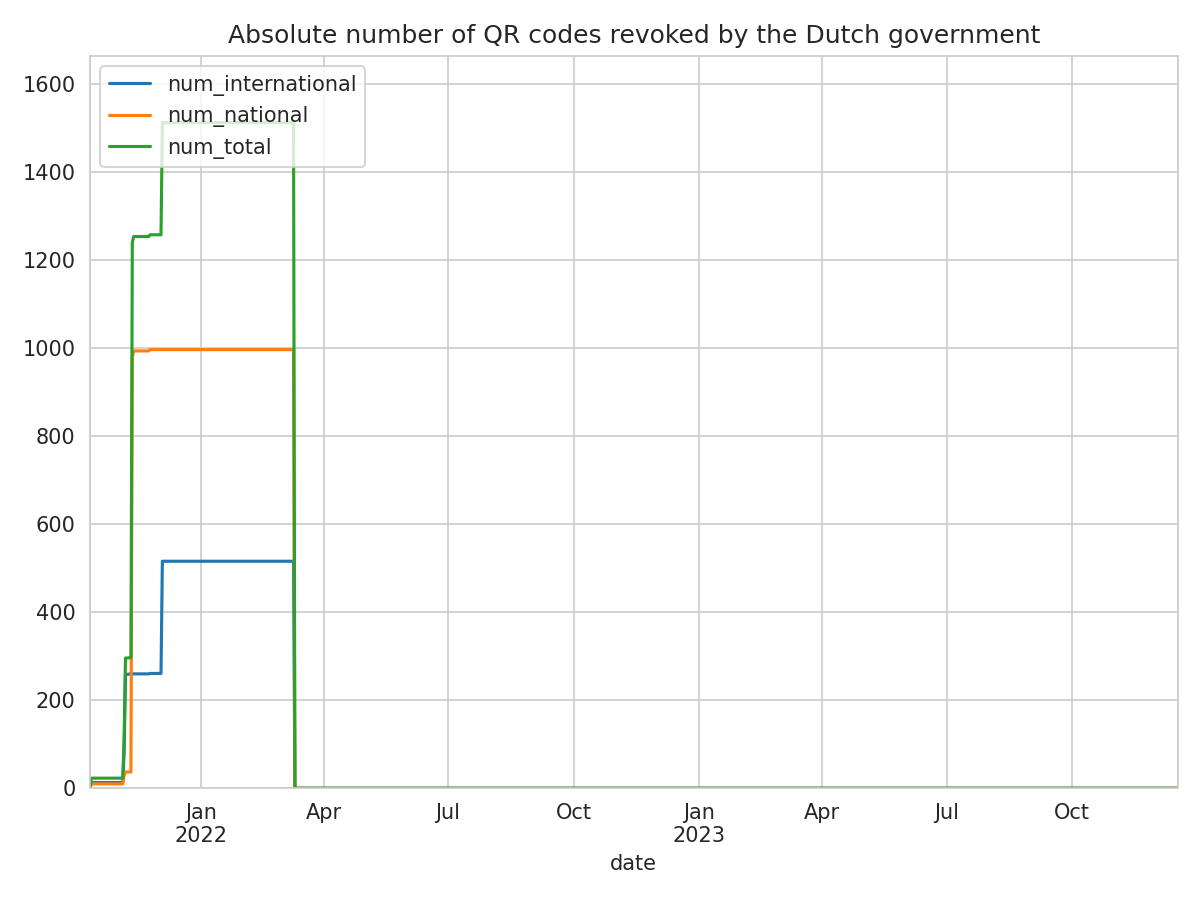 Absolute number of QR codes revoked by the Dutch government
num_international
num_national
num_total
1600
1400
1200
1000
800
600
400
200
0
Jan Apr Jul Oct Jan Apr Jul Oct
2022 2023
date